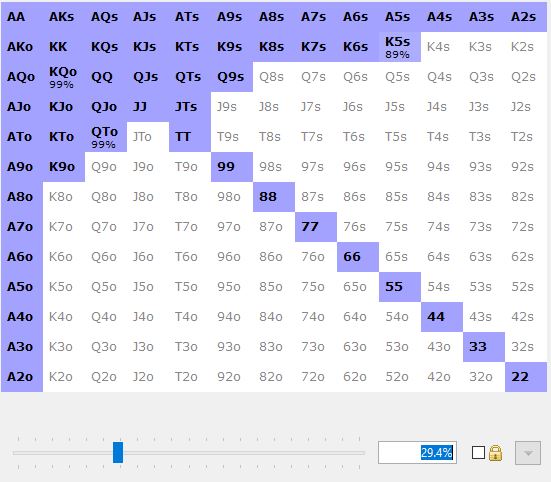 AA AKs AQs AJs ATs A9s A8s A7s A6s A5s A4s A3s A2s
AKo KK KQs KJs KTs K9s K8s K7s K6s K5s K4s K3s K2s
89%
AQo KQo QQ QJs QTs Q9s Q8s Q7s Q6s Q5s Q4s Q3s Q2s
99%
AJo KJo QJo JJ JTs J9s J8s J7s J6s J5s J4s J3s J2s
ATo KTo QTo JTo TT T9s T8s T7s T6s T5s T4s T3s T2s
99%
A9o K9o Q9o J9o T9o 99 98s 97s 96s 95s 94s 93s 92s
A8o K8o Q8o J8o T8o 98o 88 87s 86s 85s 84s 83s 82s
A7o K7o Q7o J7o T7o 97o 87o 77 76s 75s 74s 73s 72s
A6o K6o Q6o J6o T6o 96o 86o 76o 66 65s 64s 63s 62s
A5o K5o Q5o J5o T5o 95o 85o 75o 65o 55 54s 53s 52s
A4o K4o Q4o J4o T4o 94o 84o 74o 64o 54o 44 43s 42s
A3o K3o Q3o J3o T3o 93o 83o 73o 63o 53o 43o 33 32s
A2o K2o Q2o J2o T2o 92o 82o 72o 62o 52o 42o 32o 22
29.4%